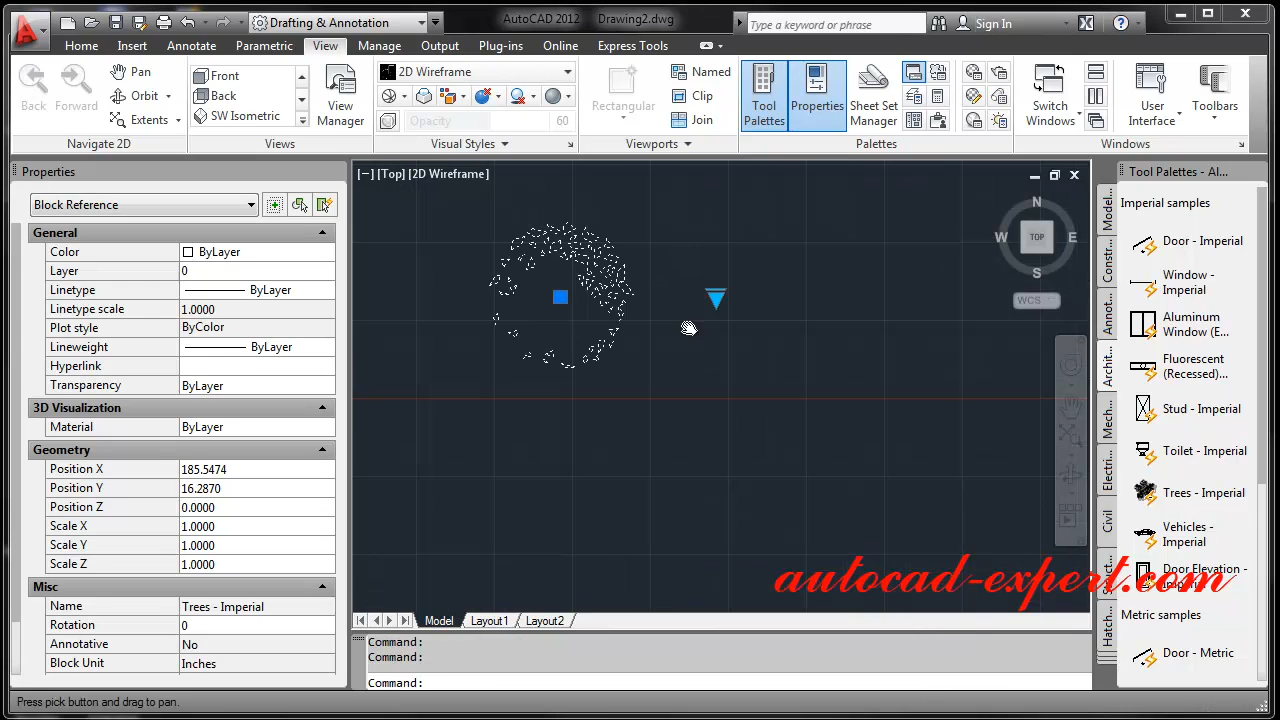 Drafting & Annotation
AutoCAD 2012 Drawing2.dwg
Type a keyword or phrase
Sign In
Home Insert Annotate Parametric View Manage Output Plug-ins Online Express Tools
Back
Forward
Pan
Orbit
Extents
Navigate 2D
Front
Back
SW Isometric
View
Manager
Views
2D Wireframe
Opacity 60
Visual Styles
Rectangular
Named
Clip
Join
Viewports
Tool
Palettes
Properties
Sheet Set
Manager
Palettes
Switch
Windows
User
Interface
Toolbars
Windows
Properties
Block Reference
General
Color ByLayer
Layer 0
Linetype ByLayer
Linetype scale 1.0000
Plot style ByColor
Lineweight ByLayer
Hyperlink
Transparency ByLayer
3D Visualization
Material ByLayer
Geometry
Position X 185.5474
Position Y 16.2870
Position Z 0.0000
Scale X 1.0000
Scale Y 1.0000
Scale Z 1.0000
Misc
Name Trees - Imperial
Rotation 0
Annotative No
Block Unit Inches
[−] [Top] [2D Wireframe]
N
W TOP E
S
WCS
Model Layout1 Layout2
Command:
Command:
Command:
Model...
Constr...
Annot...
Archit...
Mech...
Electri...
Civil
Hatch...
Tool Palettes - Al...
Imperial samples
Door - Imperial
Window -
Imperial
Aluminum
Window (E...
Fluorescent
(Recessed)...
Stud - Imperial
Toilet - Imperial
Trees - Imperial
Vehicles -
Imperial
Door Elevation -
Metric samples
Door - Metric
autocad-expert.com
Press pick button and drag to pan.